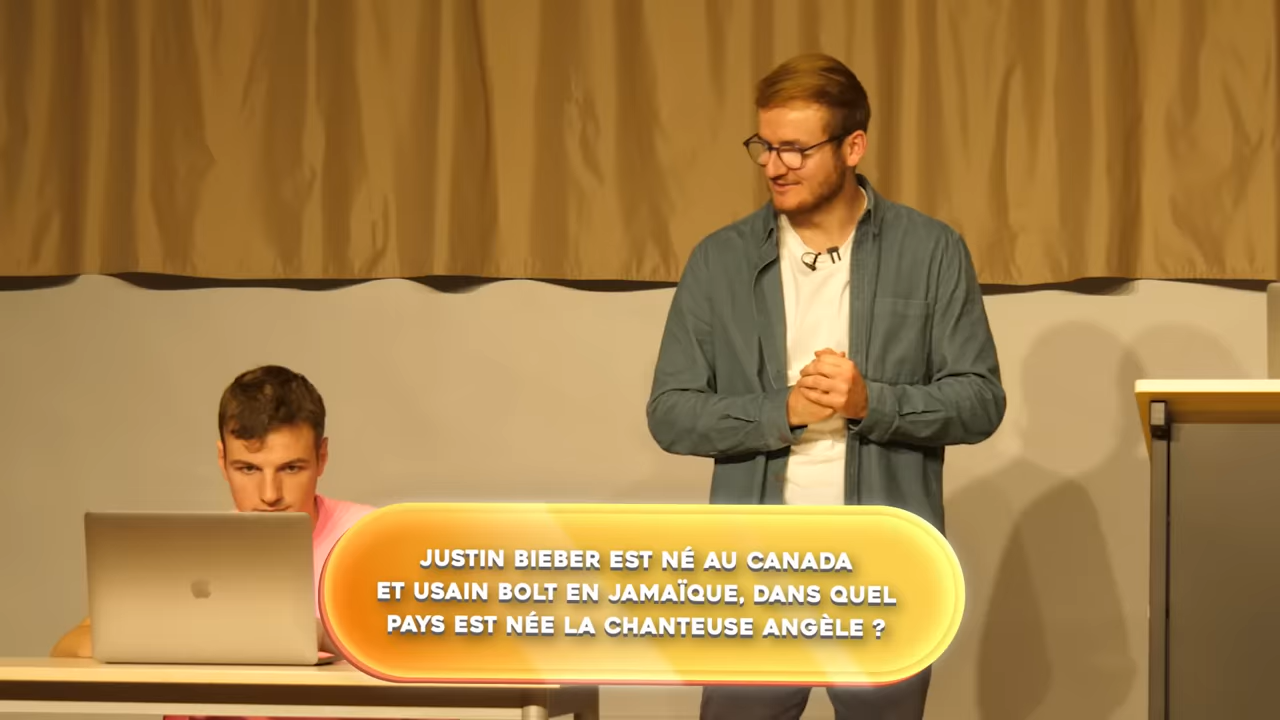 JUSTIN BIEBER EST NÉ AU CANADA
ET USAIN BOLT EN JAMAÏQUE, DANS QUEL
PAYS EST NÉE LA CHANTEUSE ANGÈLE ?